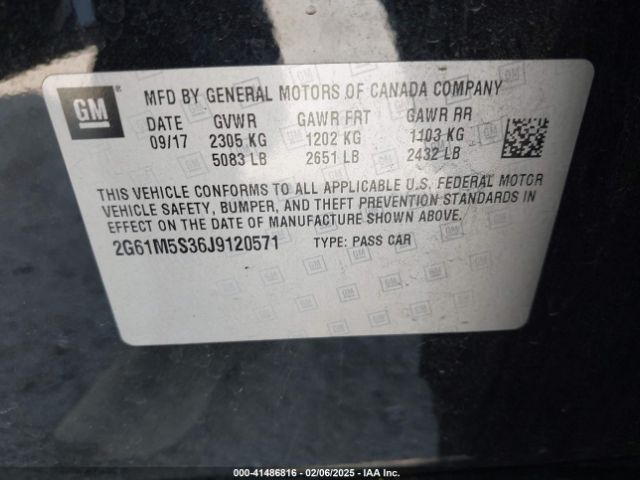 GM
MFD BY GENERAL MOTORS OF CANADA COMPANY
DATE GVWR GAWR FRT GAWR RR
09/17 2305 KG 1202 KG 1103 KG
5083 LB 2651 LB 2432 LB
THIS VEHICLE CONFORMS TO ALL APPLICABLE U.S. FEDERAL MOTOR
VEHICLE SAFETY, BUMPER, AND THEFT PREVENTION STANDARDS IN
EFFECT ON THE DATE OF MANUFACTURE SHOWN ABOVE.
2G61M5S36J9120571 TYPE: PASS CAR
000-41486816 - 02/06/2025 - IAA Inc.